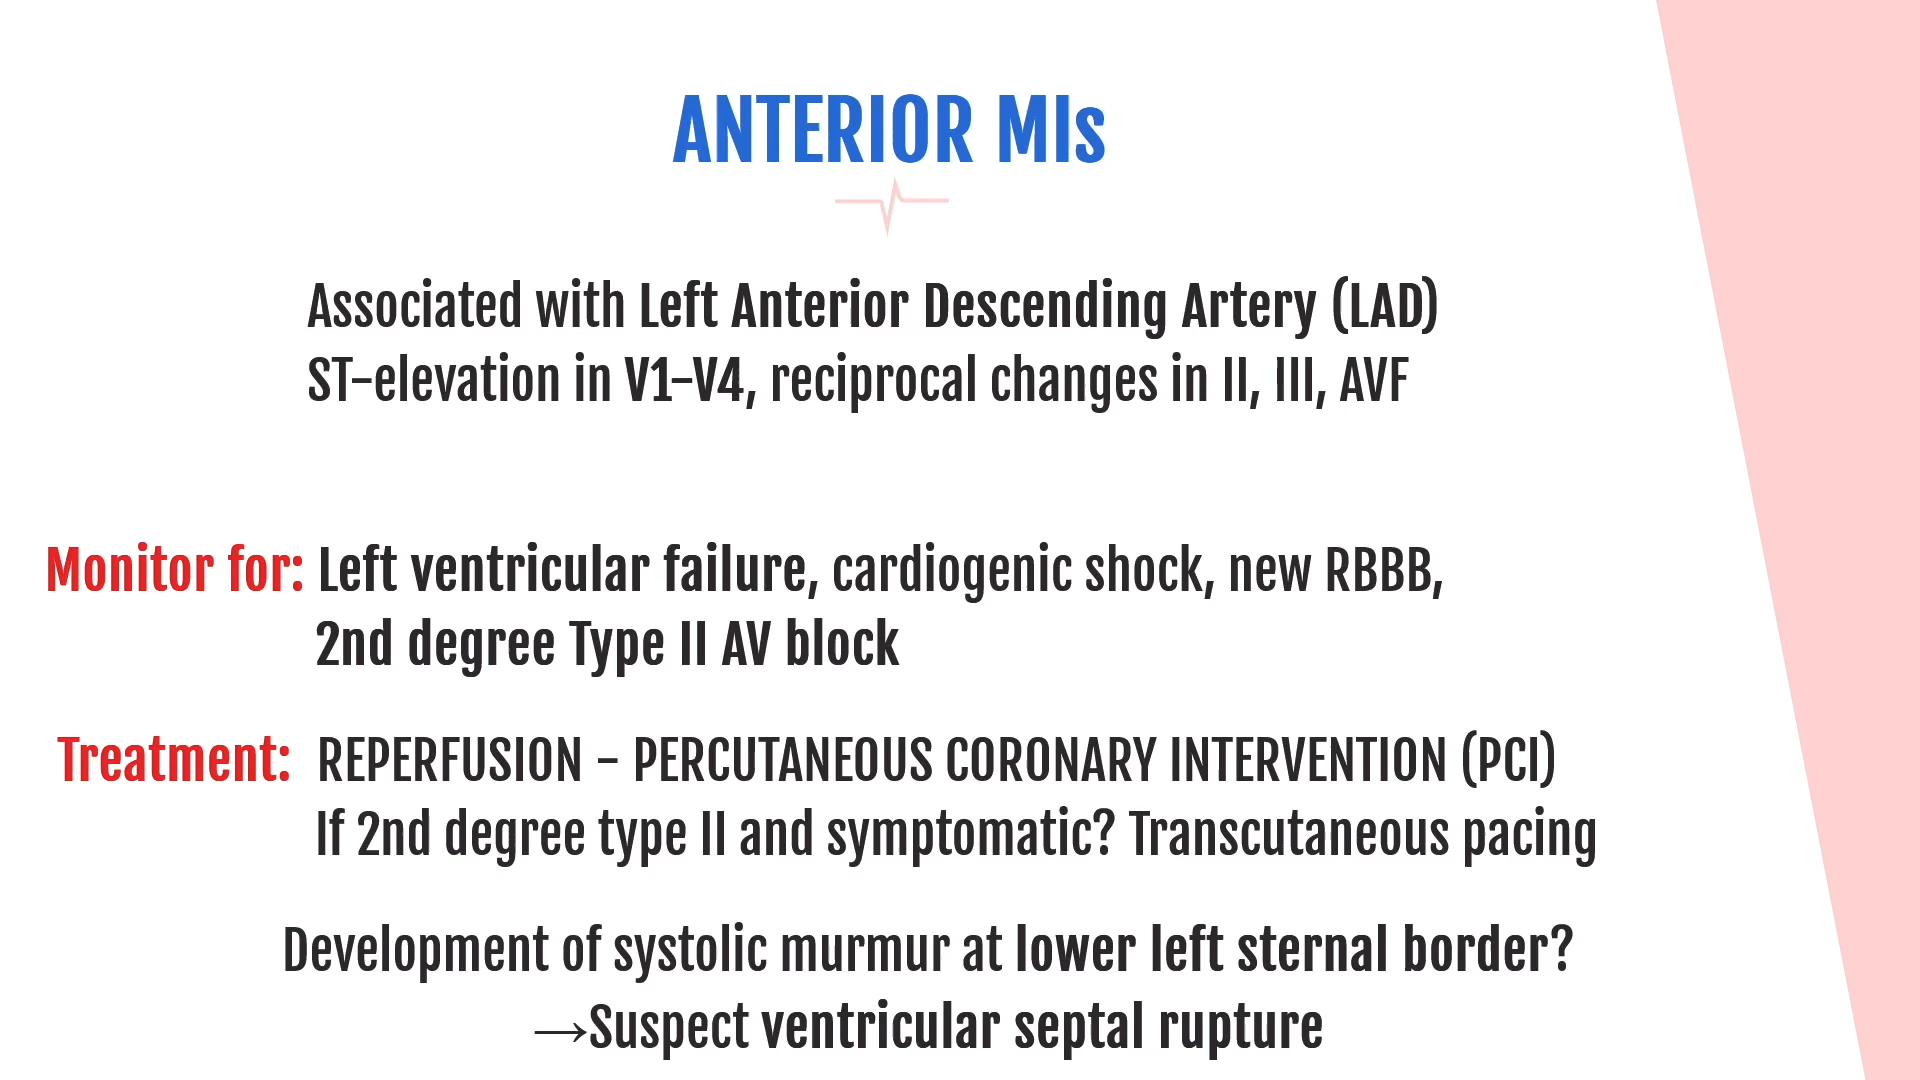 ANTERIOR MIs
Associated with Left Anterior Descending Artery (LAD)
ST-elevation in V1-V4, reciprocal changes in II, III, AVF
Monitor for: Left ventricular failure, cardiogenic shock, new RBBB,
2nd degree Type II AV block
Treatment: REPERFUSION - PERCUTANEOUS CORONARY INTERVENTION (PCI)
If 2nd degree type II and symptomatic? Transcutaneous pacing
Development of systolic murmur at lower left sternal border?
→Suspect ventricular septal rupture